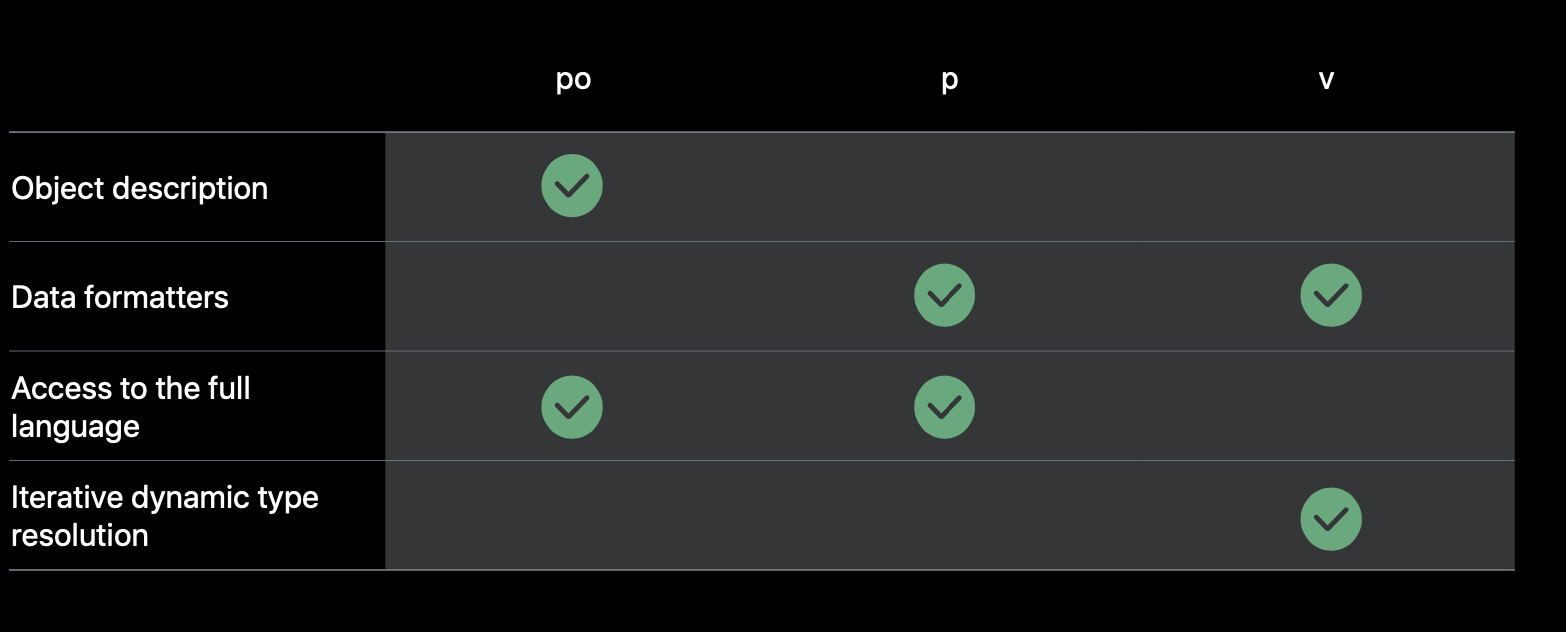 po p v
Object description
Data formatters
Access to the full
language
Iterative dynamic type
resolution